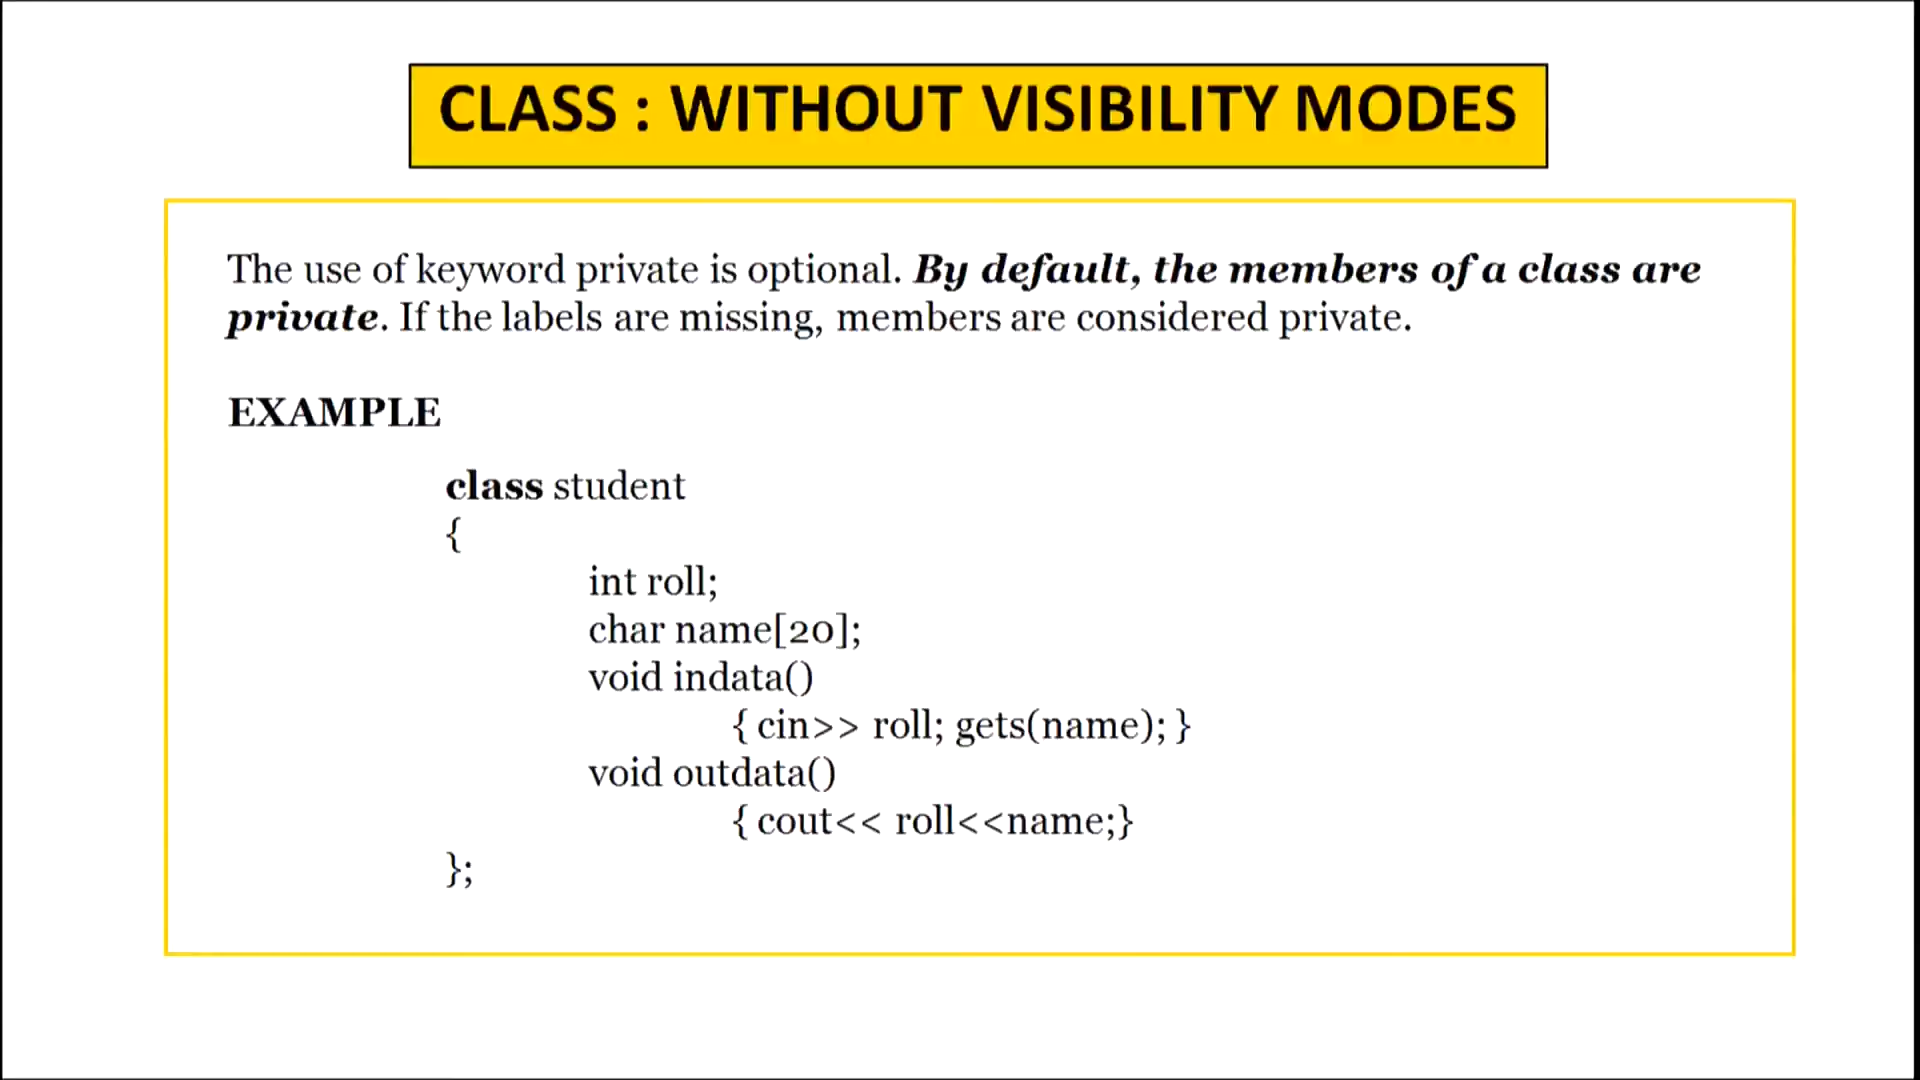 CLASS : WITHOUT VISIBILITY MODES
The use of keyword private is optional. By default, the members of a class are
private. If the labels are missing, members are considered private.
EXAMPLE
class student
{
int roll;
char name[20];
void indata()
{ cin>> roll; gets(name); }
void outdata()
{ cout<< roll<<name;}
};